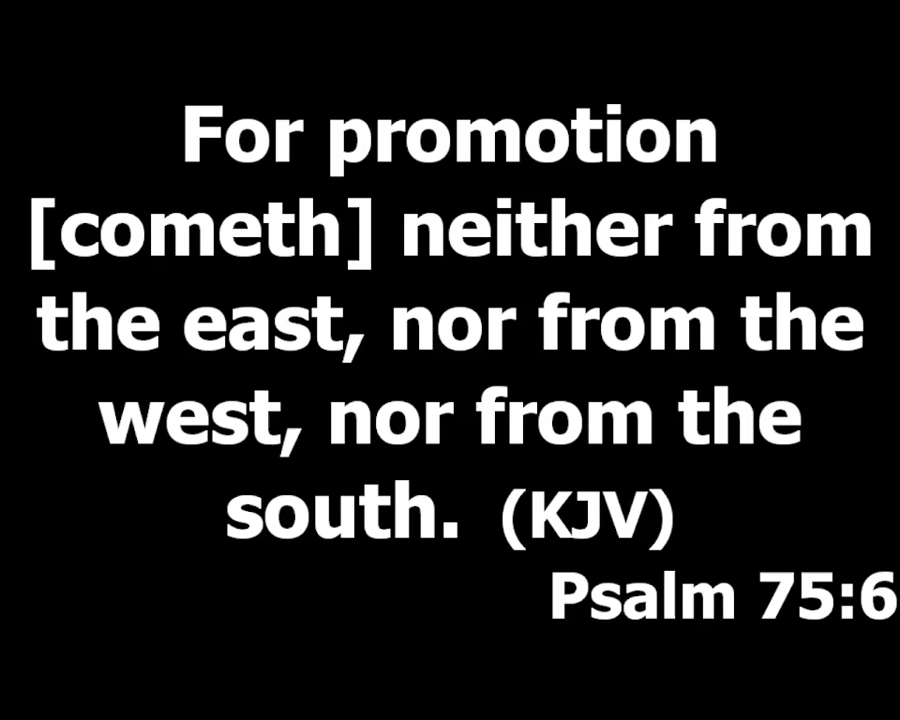 For promotion
[cometh] neither from
the east, nor from the
west, nor from the
south. (KJV)
Psalm 75:6